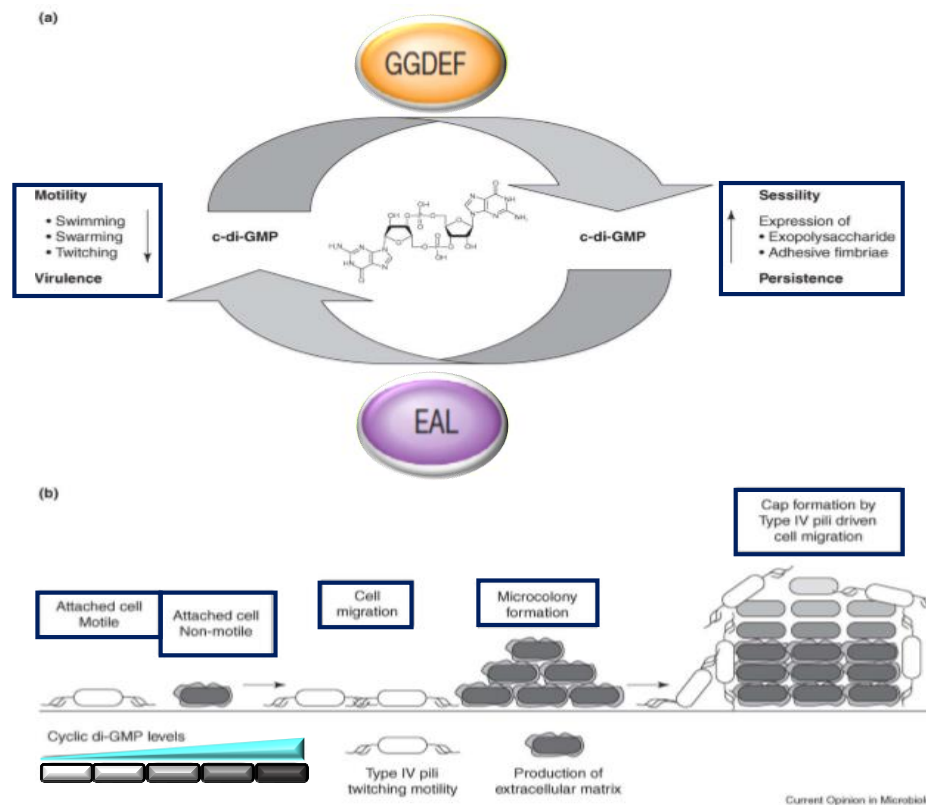 (a)
GGDEF
Motility
• Swimming
• Swarming
• Twitching
Virulence
c-di-GMP
c-di-GMP
Sessility
Expression of
• Exopolysaccharide
• Adhesive fimbriae
Persistence
EAL
(b)
Cap formation by
Type IV pili driven
cell migration
Attached cell
Motile
Attached cell
Non-motile
Cell
migration
Microcolony
formation
Cyclic di-GMP levels
Type IV pili
twitching motility
Production of
extracellular matrix
Current Opinion in Microbiol